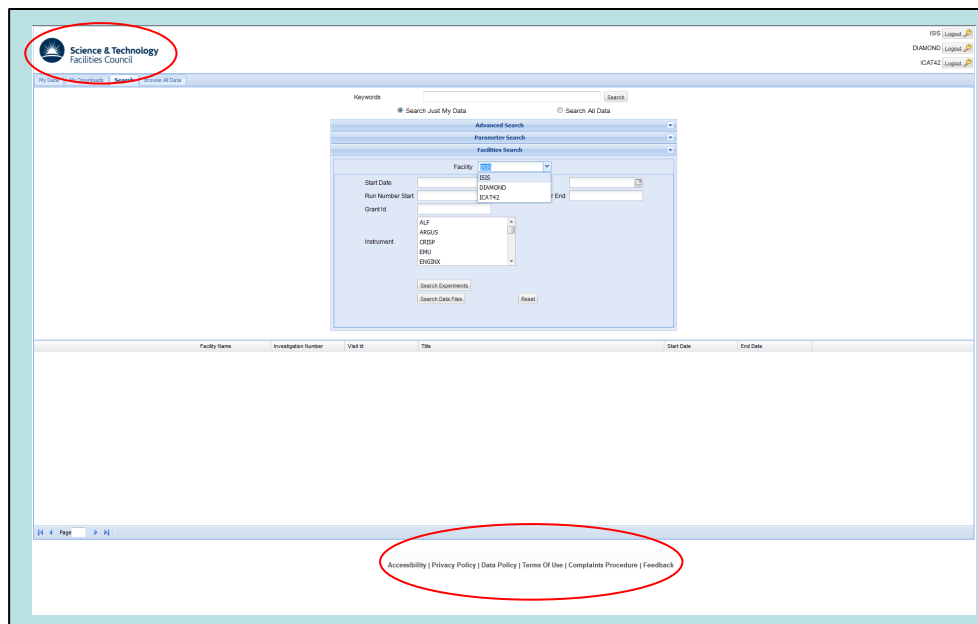 ISIS Logout
Science & Technology
Facilities Council
DIAMOND Logout
ICAT42 Logout
My Data My Downloads Search Browse All Data
Keywords Search
Search Just My Data Search All Data
Advanced Search
Parameter Search
Facilities Search
Facility ISIS
ISIS
DIAMOND
ICAT42
Start Date
Run Number Start End
Grant Id
Instrument
ALF
ARGUS
CRISP
EMU
ENGINX
Search Experiments
Search Data Files Reset
Facility Name Investigation Number Visit Id Title Start Date End Date
Page
Accessibility | Privacy Policy | Data Policy | Terms Of Use | Complaints Procedure | Feedback